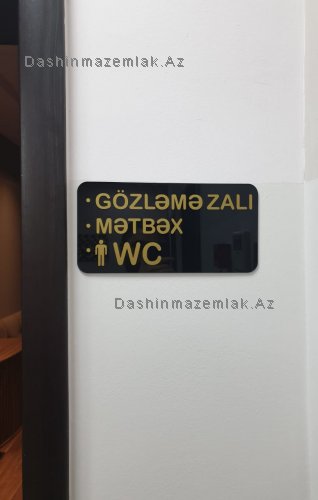 Dashinmazemlak.Az
· GÖZLƏMƏ ZALI
· MƏTBƏX
· WC
Dashinmazemlak.Az